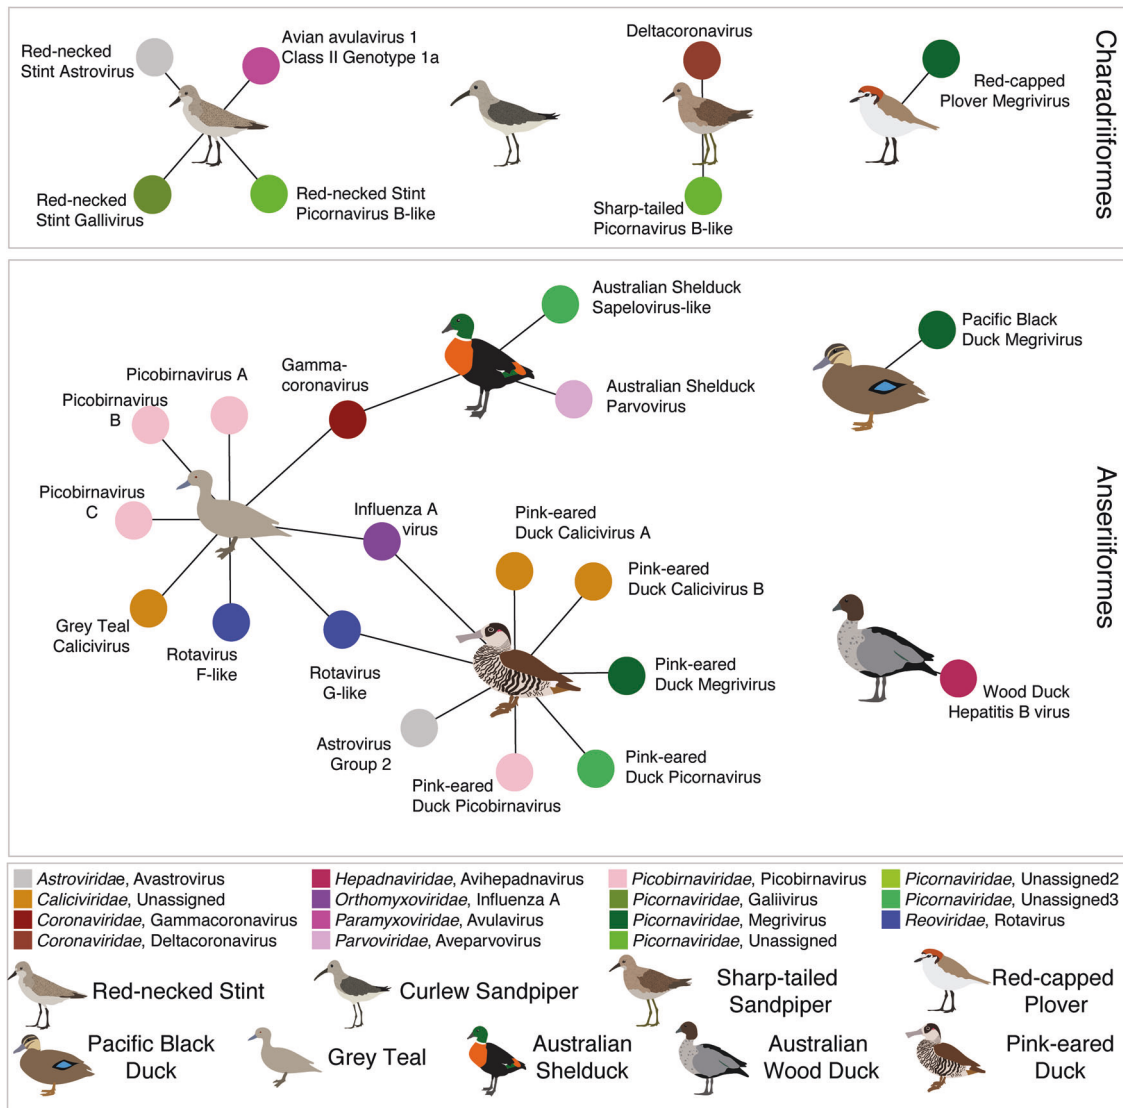 Red-necked
Stint Astrovirus
Avian avulavirus 1
Class II Genotype 1a
Deltacoronavirus
Red-capped
Plover Megrivirus
Red-necked
Stint Gallivirus
Red-necked Stint
Picornavirus B-like
Sharp-tailed
Picornavirus B-like
Charadriiformes
Australian Shelduck
Sapelovirus-like
Pacific Black
Duck Megrivirus
Gamma-
coronavirus
Picobirnavirus A
Picobirnavirus
B
Australian Shelduck
Parvovirus
Picobirnavirus
C
Influenza A
virus
Pink-eared
Duck Calicivirus A
Pink-eared
Duck Calicivirus B
Grey Teal
Calicivirus
Rotavirus
F-like
Rotavirus
G-like
Pink-eared
Duck Megrivirus
Wood Duck
Hepatitis B virus
Astrovirus
Group 2
Pink-eared
Duck Picobirnavirus
Pink-eared
Duck Picornavirus
Anseriiformes
Astroviridae, Avastrovirus
Caliciviridae, Unassigned
Coronaviridae, Gammacoronavirus
Coronaviridae, Deltacoronavirus
Hepadnaviridae, Avihepadnavirus
Orthomyxoviridae, Influenza A
Paramyxoviridae, Avulavirus
Parvoviridae, Aveparvovirus
Picobirnaviridae, Picobirnavirus
Picornaviridae, Galiivirus
Picornaviridae, Megrivirus
Picornaviridae, Unassigned
Picornaviridae, Unassigned2
Picornaviridae, Unassigned3
Reoviridae, Rotavirus
Red-necked Stint
Curlew Sandpiper
Sharp-tailed
Sandpiper
Red-capped
Plover
Pacific Black
Duck
Grey Teal
Australian
Shelduck
Australian
Wood Duck
Pink-eared
Duck